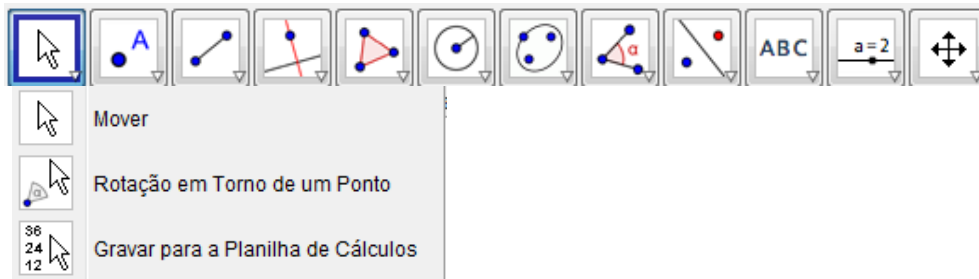 A
α
ABC
a=2
Mover
α
Rotação em Torno de um Ponto
36
24
12
Gravar para a Planilha de Cálculos